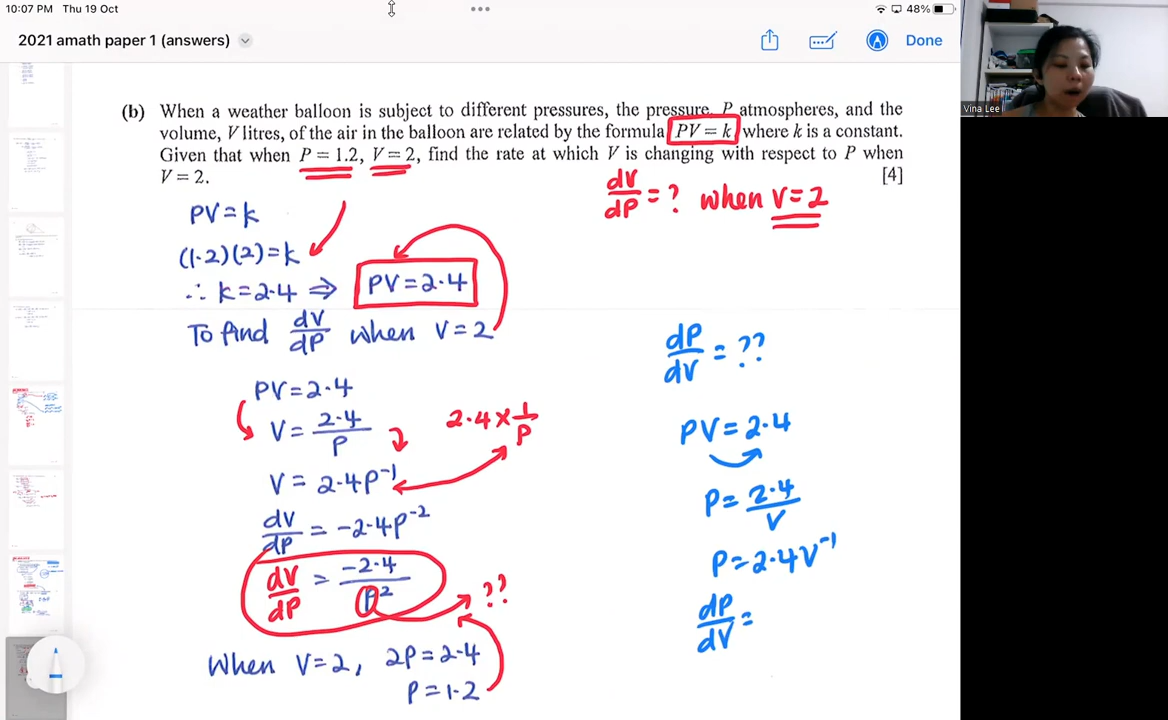 10:07 PM Thu 19 Oct
48%
2021 amath paper 1 (answers)
Done
Vina Lee
(b) When a weather balloon is subject to different pressures, the pressure, P atmospheres, and the
volume, V litres, of the air in the balloon are related by the formula PV = k where k is a constant.
Given that when P = 1.2, V = 2, find the rate at which V is changing with respect to P when
V = 2.
[4]
dV/dP = ? when V = 2
PV = k
(1.2)(2) = k
∴ k = 2.4 ⇒ PV = 2.4
To find dV/dP when V = 2
PV = 2.4
V = 2.4/P
2.4 × 1/P
V = 2.4P⁻¹
dV/dP = -2.4P⁻²
dV/dP = -2.4/P²
??
When V = 2, 2P = 2.4
P = 1.2
dP/dV = ??
PV = 2.4
P = 2.4/V
P = 2.4V⁻¹
dP/dV =